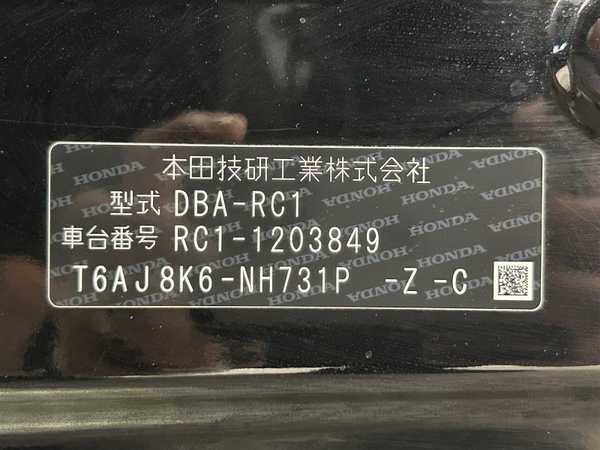 本田技研工業株式会社
型式 DBA-RC1
車台番号 RC1-1203849
T6AJ8K6-NH731P -Z-C